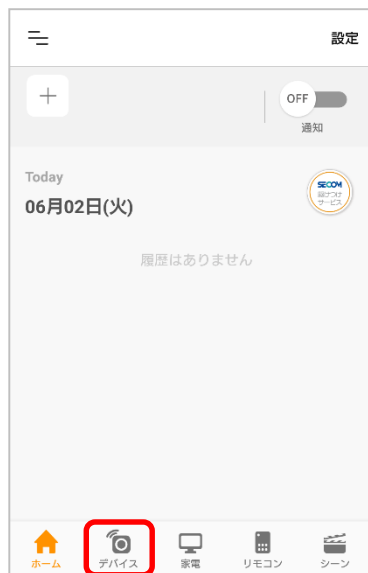 設定
OFF
通知
Today
06月02日(火)
SECOM
駆けつけ
サービス
履歴はありません
ホーム
デバイス
家電
リモコン
シーン